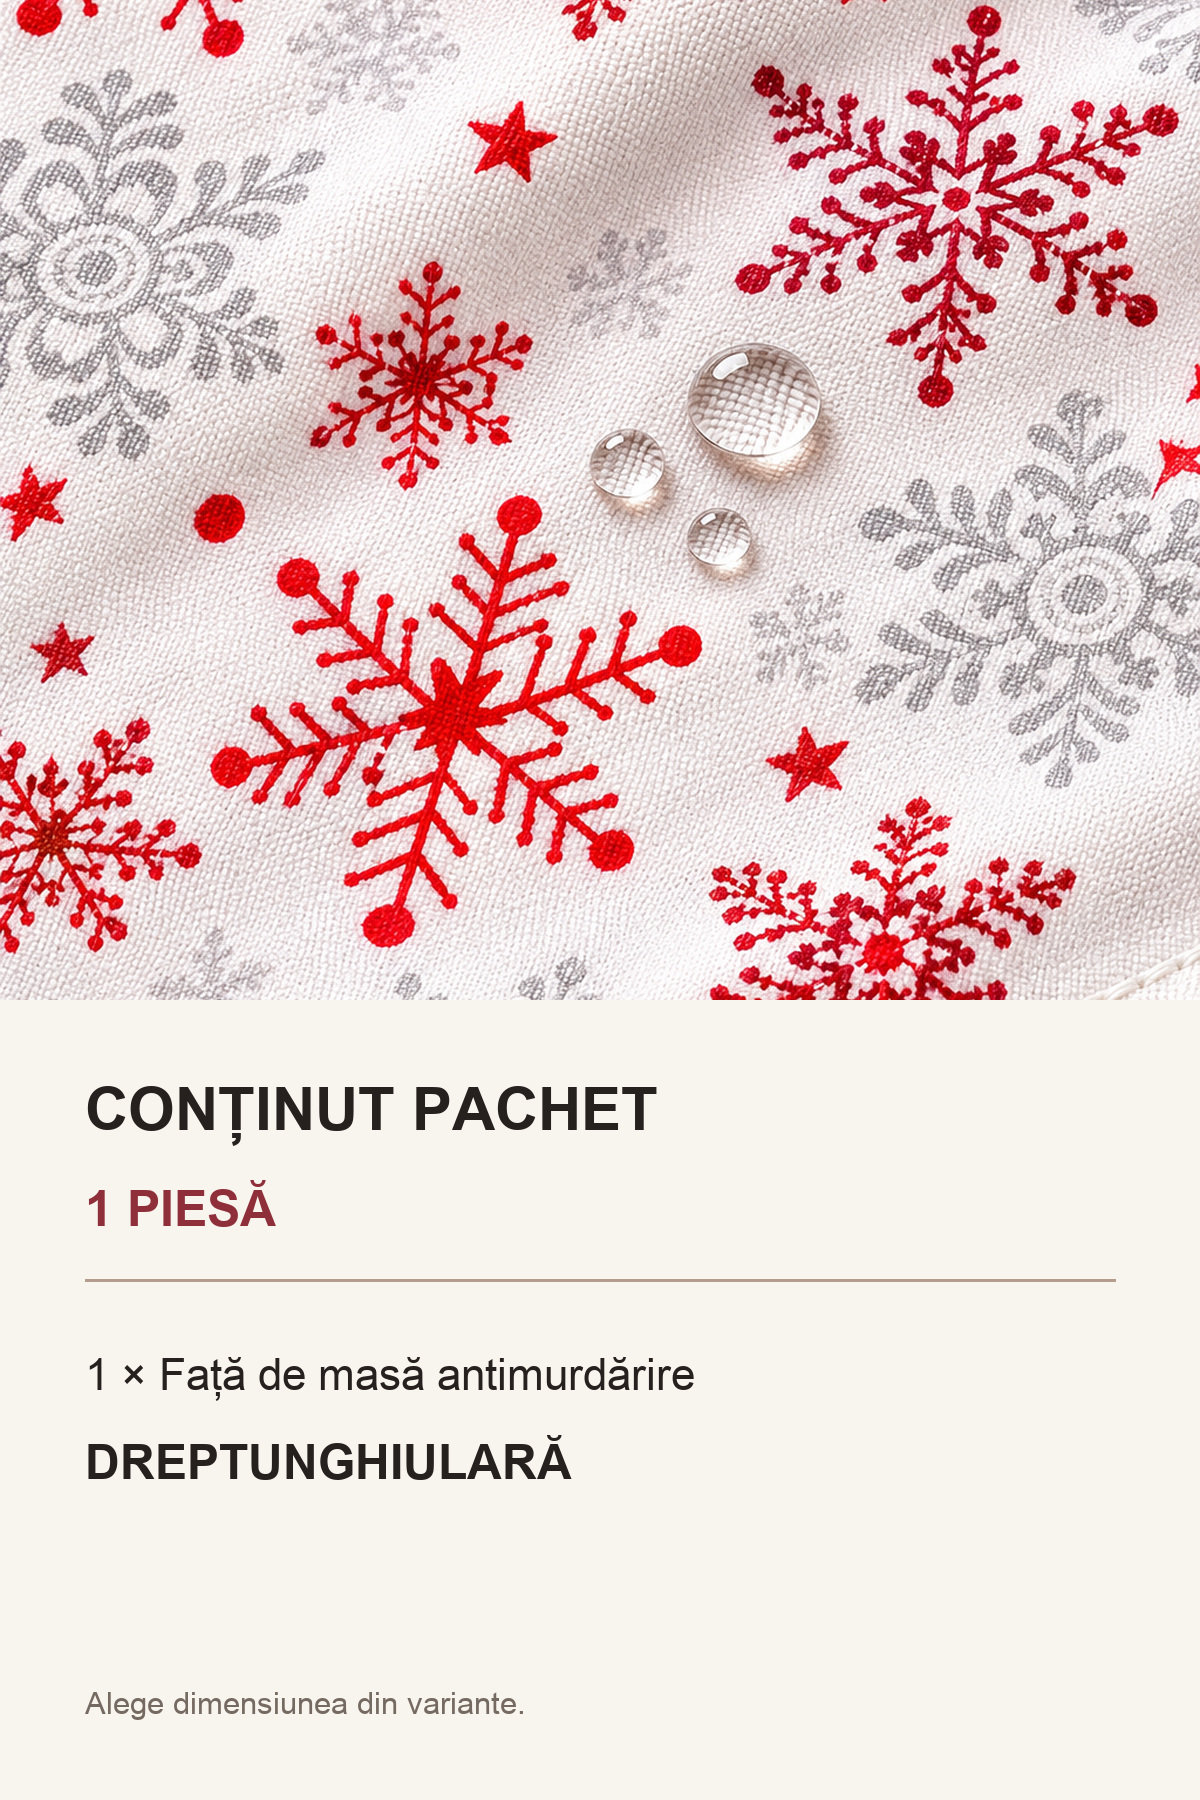 CONȚINUT PACHET
1 PIESĂ
1 × Față de masă antimurdărire
DREPTUNGHIULARĂ
Alege dimensiunea din variante.